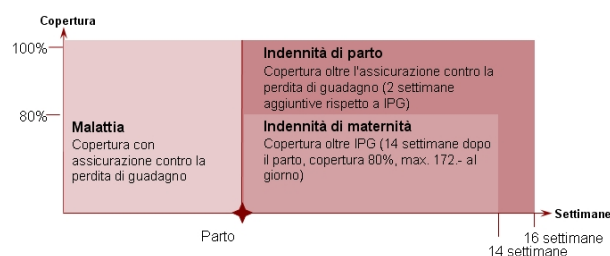 Copertura
100%
80%
Malattia
Copertura con
assicurazione contro la
perdita di guadagno
Indennità di parto
Copertura oltre l'assicurazione contro la
perdita di guadagno (2 settimane
aggiuntive rispetto a IPG)
Indennità di maternità
Copertura oltre IPG (14 settimane dopo
il parto, copertura 80%, max. 172.- al
giorno)
Settimane
Parto
16 settimane
14 settimane